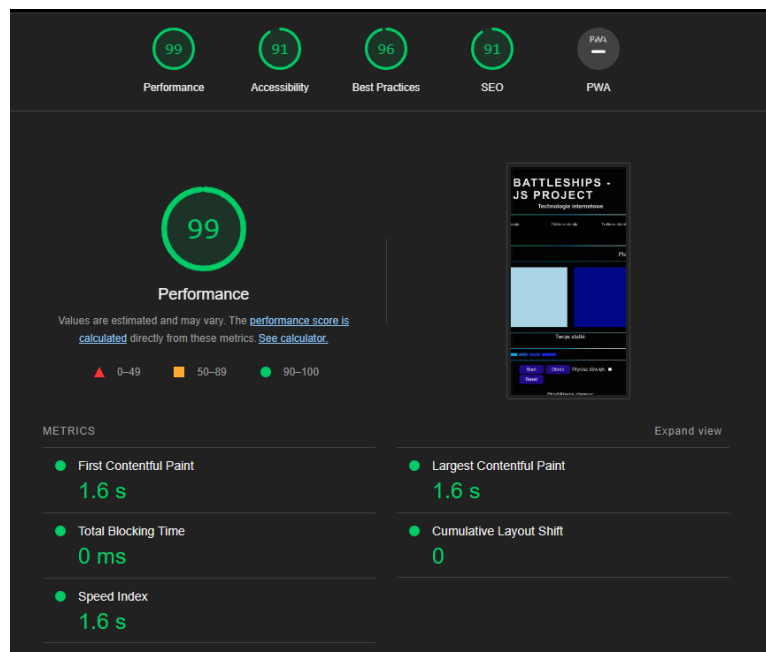 99 91 96 91 PWA
Performance Accessibility Best Practices SEO PWA
99
Performance
Values are estimated and may vary. The performance score is
calculated directly from these metrics. See calculator.
0–49 50–89 90–100
BATTLESHIPS -
JS PROJECT
Technologie internetowe
Twoje statki:
Start Obróć Wycisz dźwięk:
Reset
METRICS
Expand view
First Contentful Paint
1.6 s
Largest Contentful Paint
1.6 s
Total Blocking Time
0 ms
Cumulative Layout Shift
0
Speed Index
1.6 s